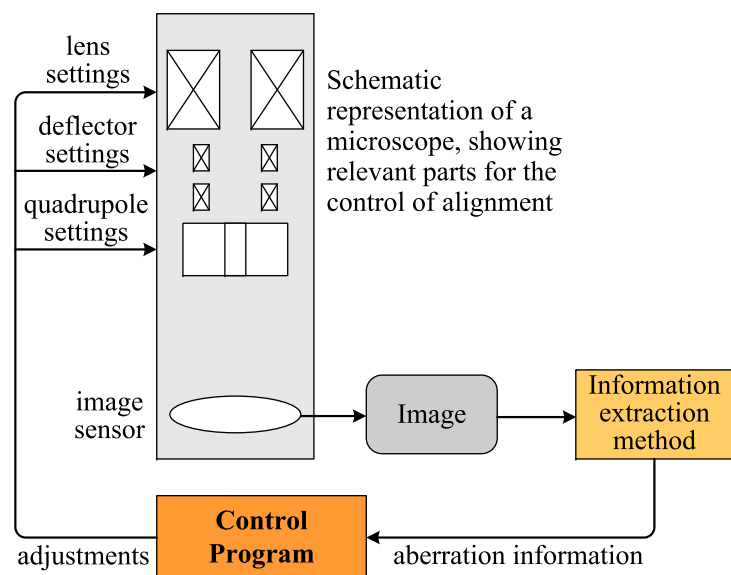 lens
settings
deflector
settings
quadrupole
settings
Schematic
representation of a
microscope, showing
relevant parts for the
control of alignment
image
sensor
Image
Information
extraction
method
Control
Program
adjustments
aberration information